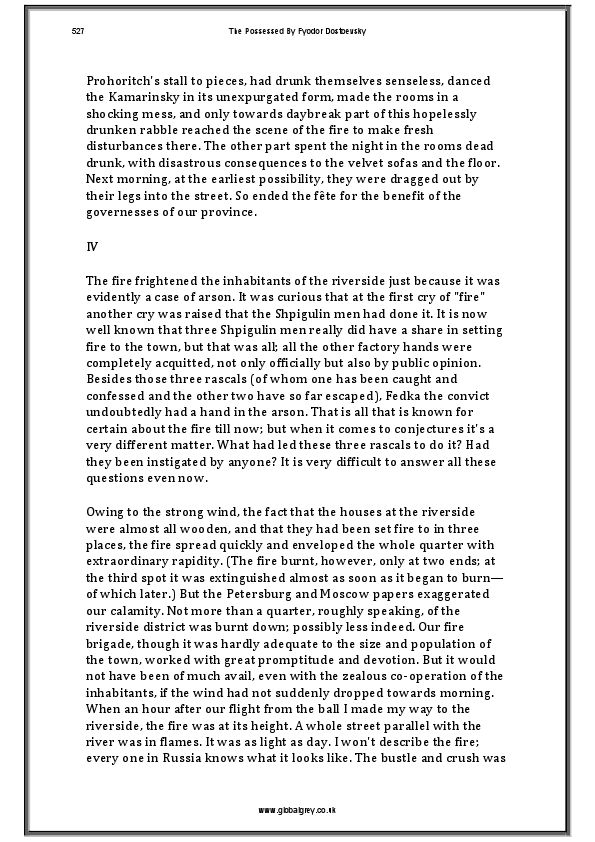 527 The Possessed By Fyodor Dostoevsky
Prohoritch's stall to pieces, had drunk themselves senseless, danced
the Kamarinsky in its unexpurgated form, made the rooms in a
shocking mess, and only towards daybreak part of this hopelessly
drunken rabble reached the scene of the fire to make fresh
disturbances there. The other part spent the night in the rooms dead
drunk, with disastrous consequences to the velvet sofas and the floor.
Next morning, at the earliest possibility, they were dragged out by
their legs into the street. So ended the fête for the benefit of the
governesses of our province.
IV
The fire frightened the inhabitants of the riverside just because it was
evidently a case of arson. It was curious that at the first cry of "fire"
another cry was raised that the Shpigulin men had done it. It is now
well known that three Shpigulin men really did have a share in setting
fire to the town, but that was all; all the other factory hands were
completely acquitted, not only officially but also by public opinion.
Besides those three rascals (of whom one has been caught and
confessed and the other two have so far escaped), Fedka the convict
undoubtedly had a hand in the arson. That is all that is known for
certain about the fire till now; but when it comes to conjectures it's a
very different matter. What had led these three rascals to do it? Had
they been instigated by anyone? It is very difficult to answer all these
questions even now.
Owing to the strong wind, the fact that the houses at the riverside
were almost all wooden, and that they had been set fire to in three
places, the fire spread quickly and enveloped the whole quarter with
extraordinary rapidity. (The fire burnt, however, only at two ends; at
the third spot it was extinguished almost as soon as it began to burn—
of which later.) But the Petersburg and Moscow papers exaggerated
our calamity. Not more than a quarter, roughly speaking, of the
riverside district was burnt down; possibly less indeed. Our fire
brigade, though it was hardly adequate to the size and population of
the town, worked with great promptitude and devotion. But it would
not have been of much avail, even with the zealous co-operation of the
inhabitants, if the wind had not suddenly dropped towards morning.
When an hour after our flight from the ball I made my way to the
riverside, the fire was at its height. A whole street parallel with the
river was in flames. It was as light as day. I won't describe the fire;
every one in Russia knows what it looks like. The bustle and crush was
www.globalgrey.co.uk